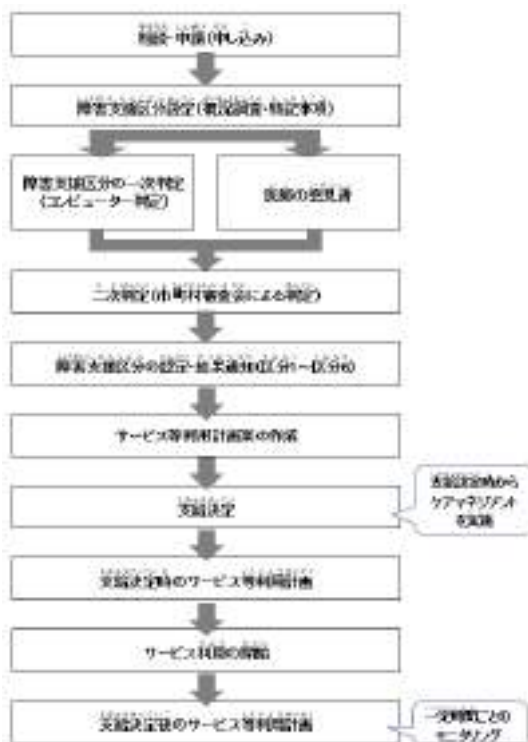 相談・申請(申し込み)
障害支援区分認定(概況調査・特記事項)
障害支援区分の一次判定
(コンピューター判定)
医師の意見書
二次判定(市町村審査会による判定)
障害支援区分の認定・結果通知(区分1～区分6)
サービス等利用計画案の作成
支給決定
支給決定時から
ケアマネジメント
を実施
支給決定時のサービス等利用計画
サービス利用の開始
支給決定後のサービス等利用計画
一定期間ごとの
モニタリング